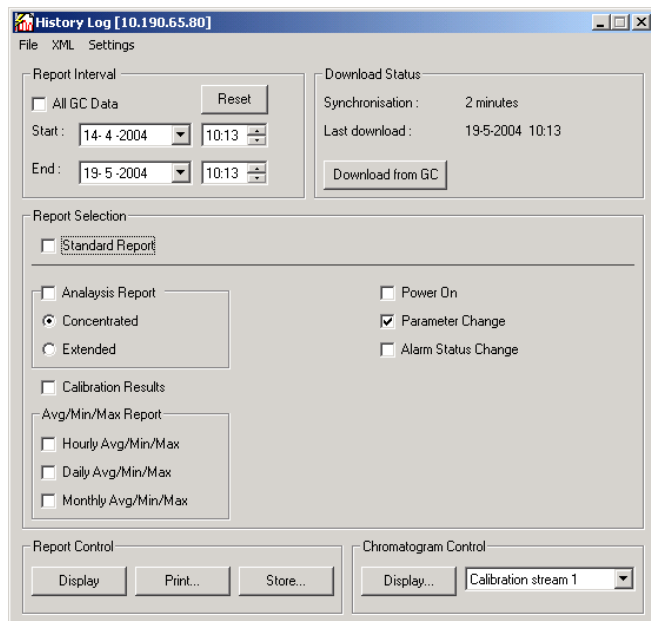 History Log [10.190.65.80]
File XML Settings
Report Interval
All GC Data
Reset
Start :
14- 4 -2004
10:13
End :
19- 5 -2004
10:13
Download Status
Synchronisation :
2 minutes
Last download :
19-5-2004 10:13
Download from GC
Report Selection
Standard Report
Analaysis Report
Concentrated
Extended
Power On
Parameter Change
Alarm Status Change
Calibration Results
Avg/Min/Max Report
Hourly Avg/Min/Max
Daily Avg/Min/Max
Monthly Avg/Min/Max
Report Control
Display
Print...
Store...
Chromatogram Control
Display...
Calibration stream 1